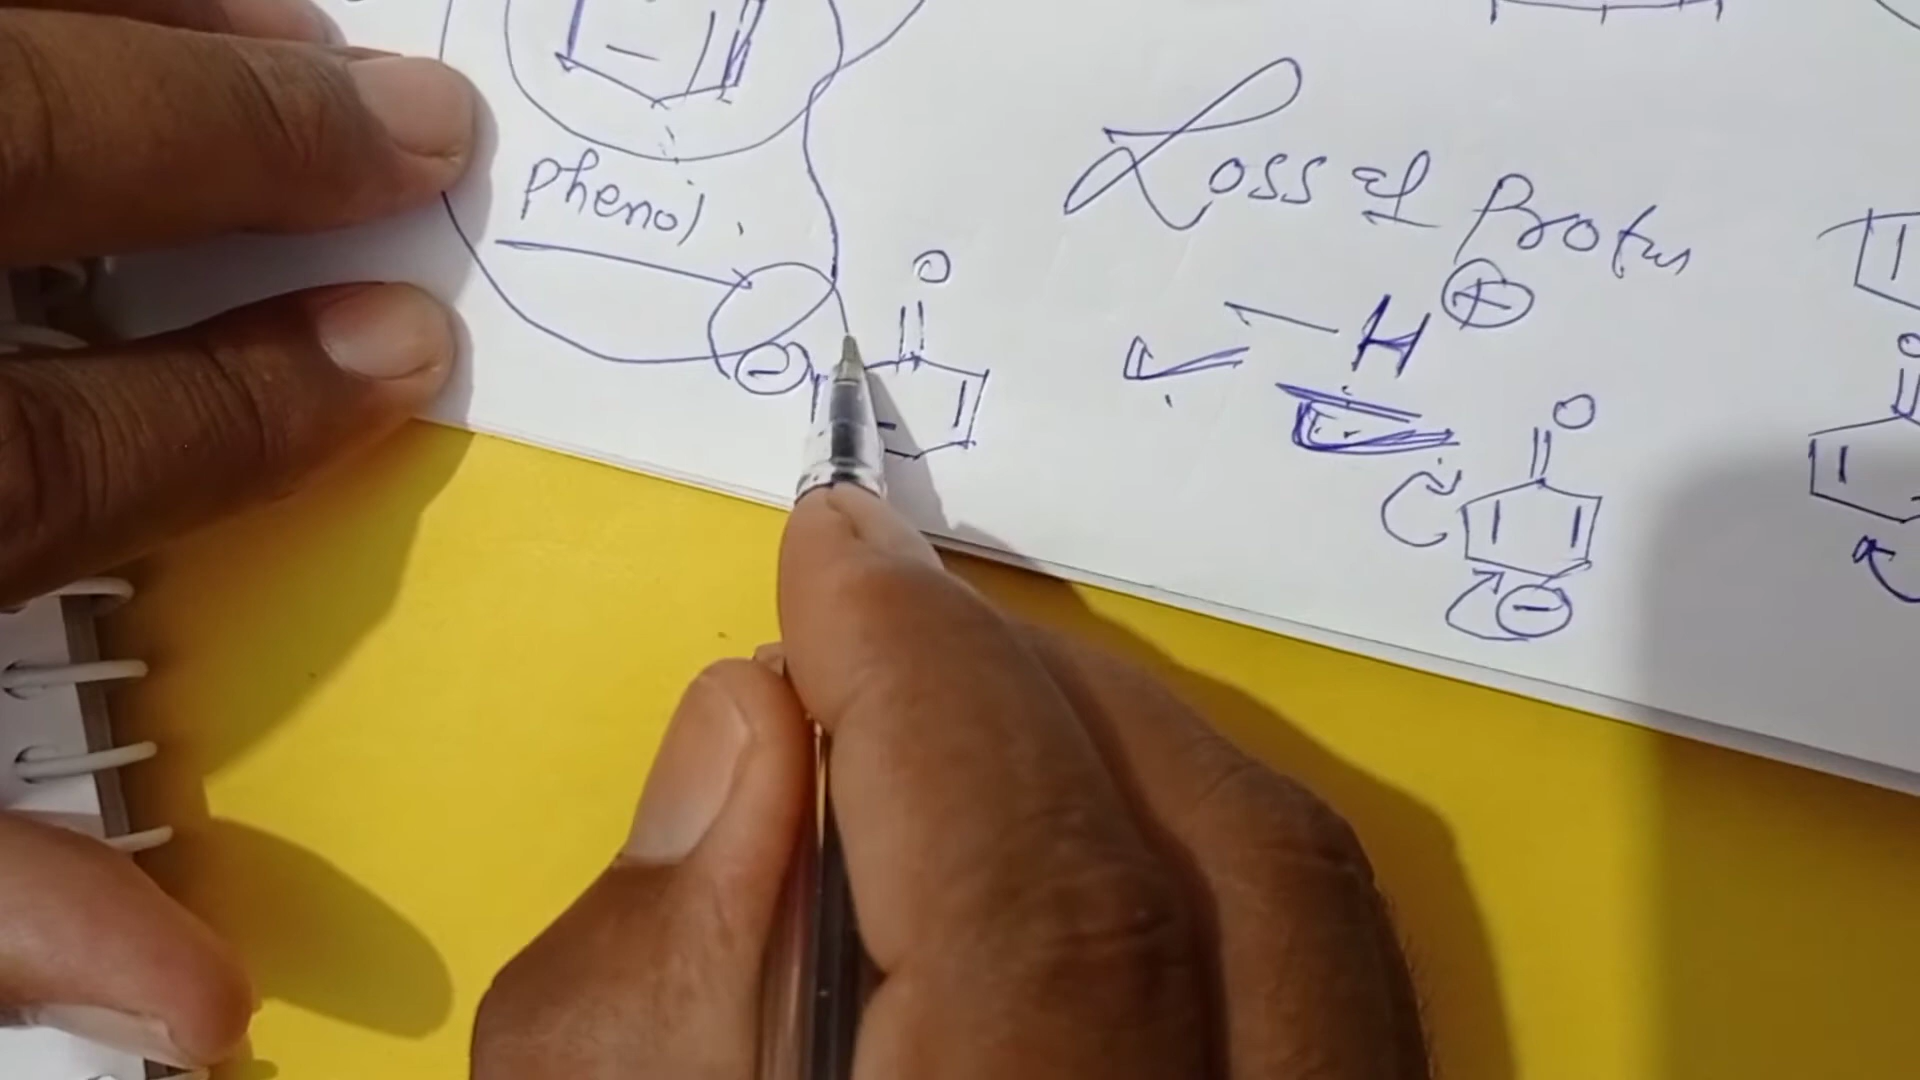 phenol
O
Loss of Proton
H ⊕
⊖
O
⊖
O